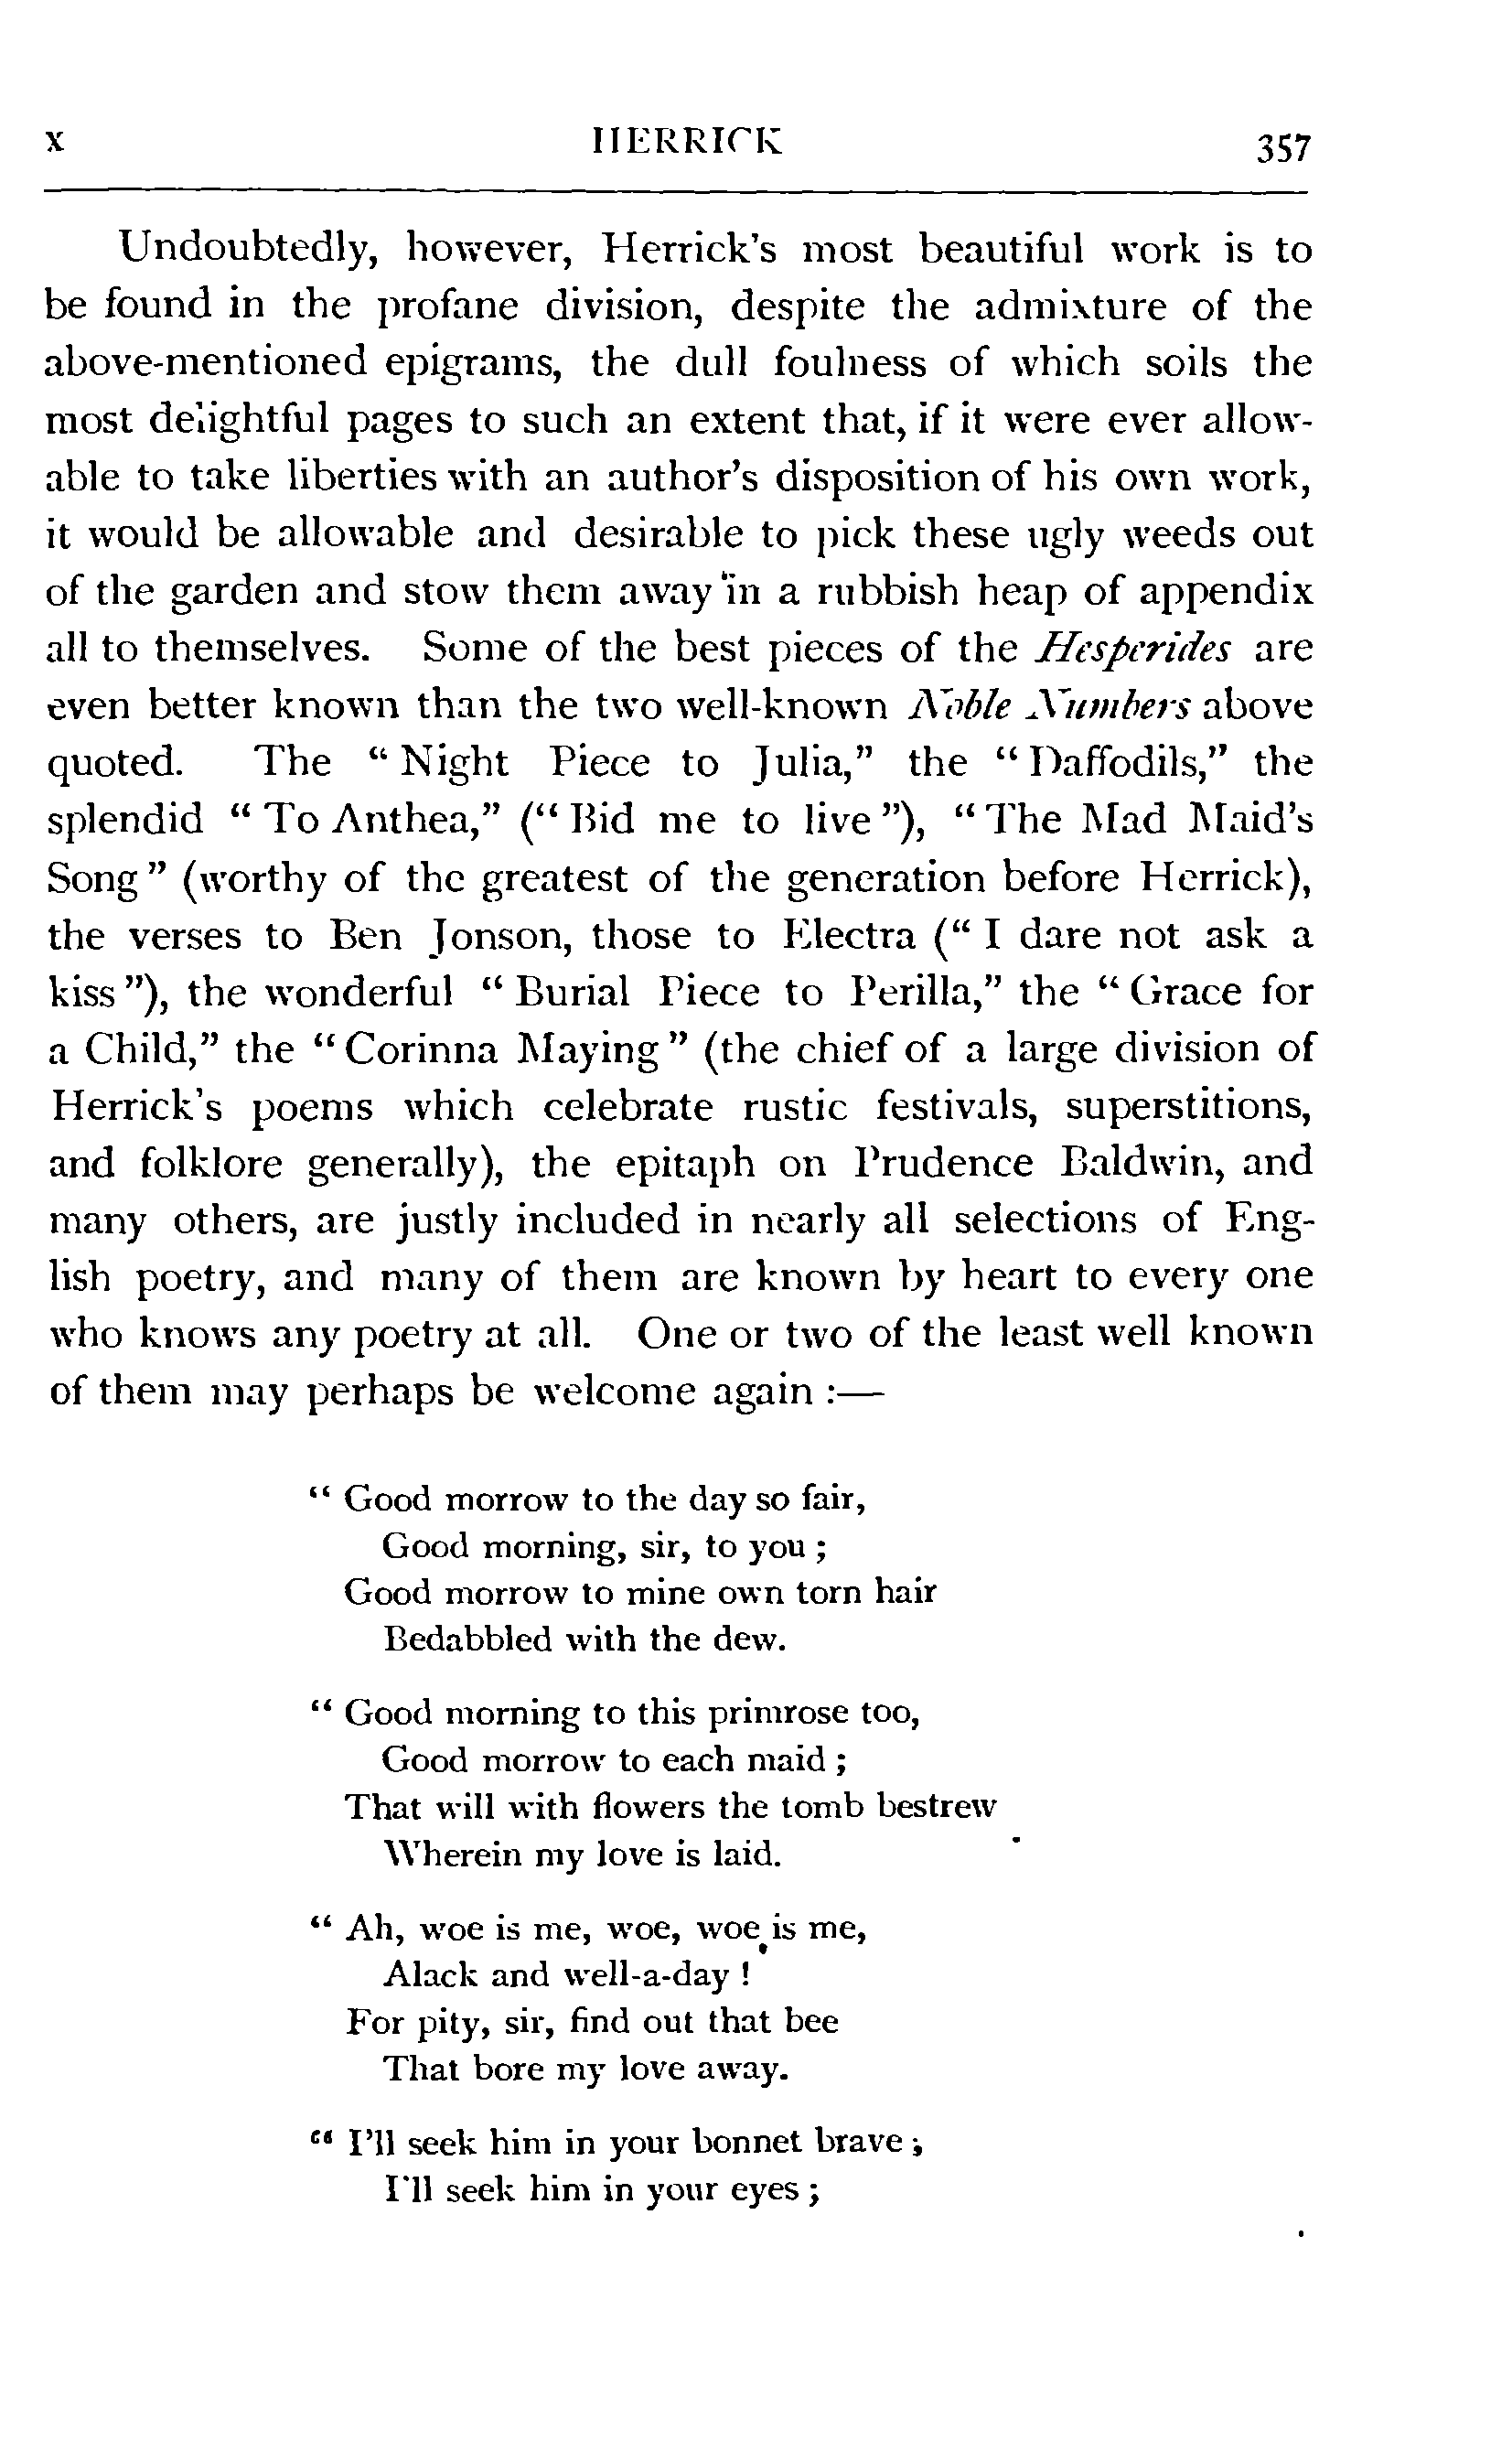 x HERRICK 357
Undoubtedly, however, Herrick's most beautiful work is to
be found in the profane division, despite the admixture of the
above-mentioned epigrams, the dull foulness of which soils the
most delightful pages to such an extent that, if it were ever allow-
able to take liberties with an author's disposition of his own work,
it would be allowable and desirable to pick these ugly weeds out
of the garden and stow them away in a rubbish heap of appendix
all to themselves. Some of the best pieces of the Hesperides are
even better known than the two well-known Noble Numbers above
quoted. The “Night Piece to Julia,” the “Daffodils,” the
splendid “To Anthea,” (“Bid me to live”), “The Mad Maid's
Song” (worthy of the greatest of the generation before Herrick),
the verses to Ben Jonson, those to Electra (“I dare not ask a
kiss”), the wonderful “Burial Piece to Perilla,” the “Grace for
a Child,” the “Corinna Maying” (the chief of a large division of
Herrick's poems which celebrate rustic festivals, superstitions,
and folklore generally), the epitaph on Prudence Baldwin, and
many others, are justly included in nearly all selections of Eng-
lish poetry, and many of them are known by heart to every one
who knows any poetry at all. One or two of the least well known
of them may perhaps be welcome again :—
“Good morrow to the day so fair,
Good morning, sir, to you ;
Good morrow to mine own torn hair
Bedabbled with the dew.
“Good morning to this primrose too,
Good morrow to each maid ;
That will with flowers the tomb bestrew
Wherein my love is laid.
“Ah, woe is me, woe, woe is me,
Alack and well-a-day !
For pity, sir, find out that bee
That bore my love away.
“I'll seek him in your bonnet brave ;
I'll seek him in your eyes ;